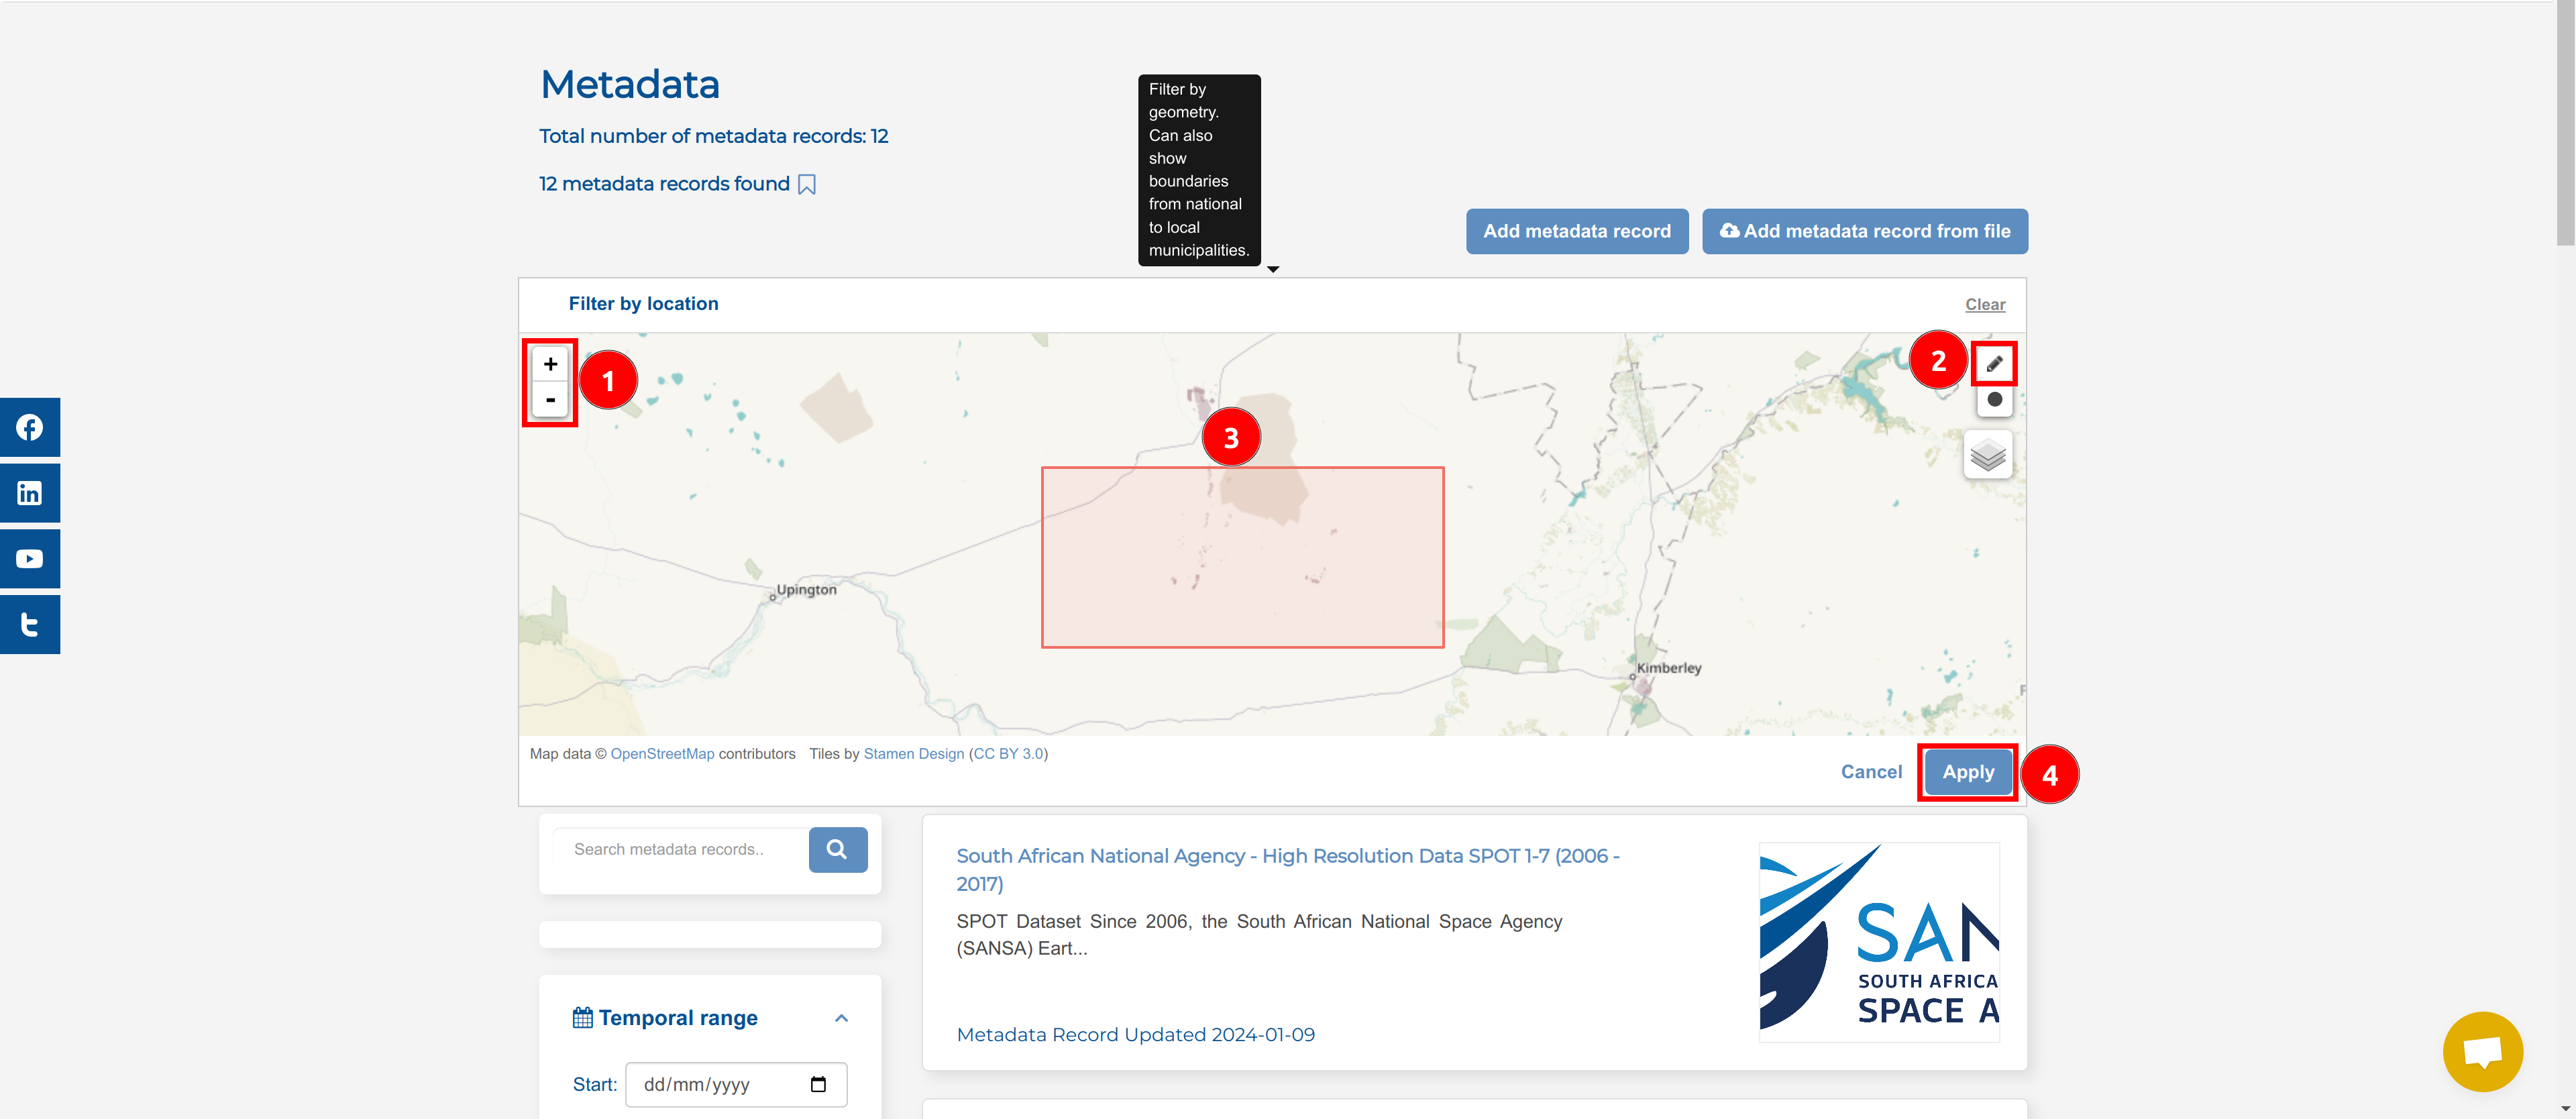 Metadata
Total number of metadata records: 12
12 metadata records found
Filter by
geometry.
Can also
show
boundaries
from national
to local
municipalities.
Add metadata record
Add metadata record from file
Filter by location
Clear
+
-
1
2
3
Upington
Kimberley
Map data © OpenStreetMap contributors Tiles by Stamen Design (CC BY 3.0)
Cancel
Apply
4
Search metadata records..
South African National Agency - High Resolution Data SPOT 1-7 (2006 -
2017)
SPOT Dataset Since 2006, the South African National Space Agency
(SANSA) Eart...
Metadata Record Updated 2024-01-09
SAN
SOUTH AFRICA
SPACE A
Temporal range
Start:
dd/mm/yyyy